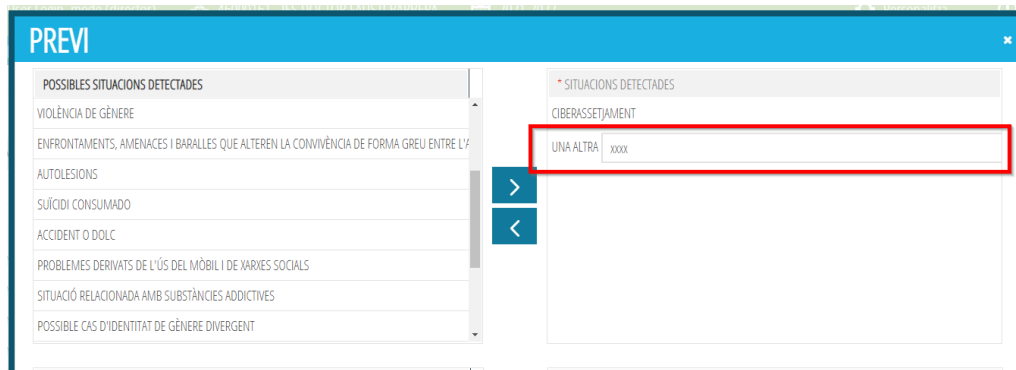 PREVI
POSSIBLES SITUACIONS DETECTADES
VIOLÈNCIA DE GÈNERE
ENFRONTAMENTS, AMENACES I BARALLES QUE ALTEREN LA CONVIVÈNCIA DE FORMA GREU ENTRE L'A
AUTOLESIONS
SUÏCIDI CONSUMADO
ACCIDENT O DOLC
PROBLEMES DERIVATS DE L'ÚS DEL MÒBIL I DE XARXES SOCIALS
SITUACIÓ RELACIONADA AMB SUBSTÀNCIES ADDICTIVES
POSSIBLE CAS D'IDENTITAT DE GÈNERE DIVERGENT
* SITUACIONS DETECTADES
CIBERASSETJAMENT
UNA ALTRA xxxx